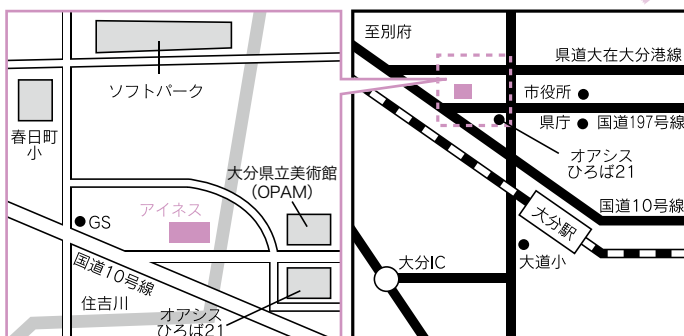 ソフトパーク
春日町
小
大分県立美術館
(OPAM)
アイネス
GS
国道10号線
住吉川
オアシス
ひろば21
至別府
県道大在大分港線
市役所
県庁
国道197号線
オアシス
ひろば21
国道10号線
大分駅
大分IC
大道小